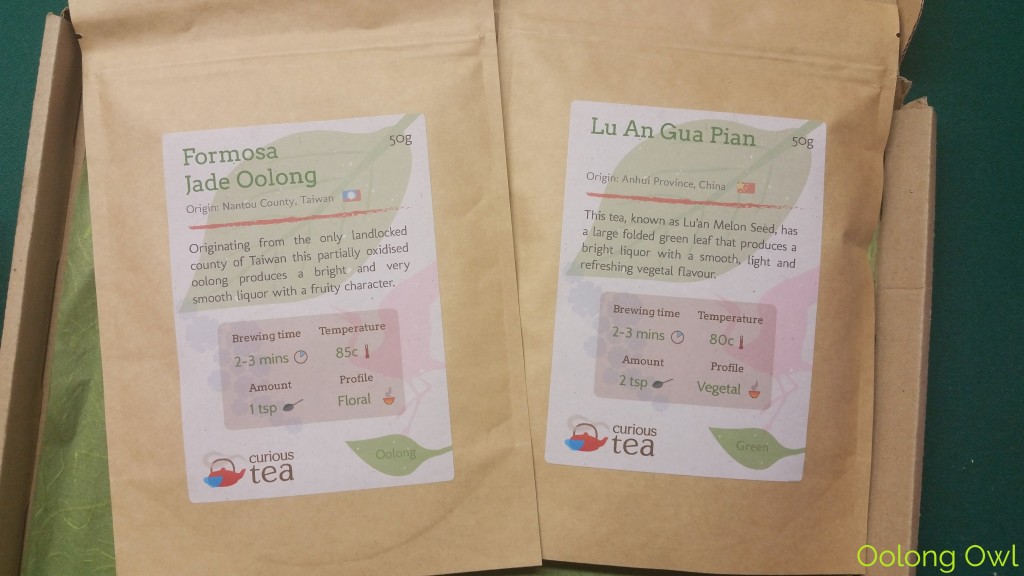 Formosa
Jade Oolong
50g
Origin: Nantou County, Taiwan
Originating from the only landlocked
county of Taiwan this partially oxidised
oolong produces a bright and very
smooth liquor with a fruity character.
Brewing time
Temperature
2-3 mins
85c
Amount
Profile
1 tsp
Floral
curious
tea
Oolong
Lu An Gua Pian
50g
Origin: Anhui Province, China
This tea, known as Lu'an Melon Seed, has
a large folded green leaf that produces a
bright liquor with a smooth, light and
refreshing vegetal flavour.
Brewing time
Temperature
2-3 mins
80c
Amount
Profile
2 tsp
Vegetal
curious
tea
Green
Oolong Owl